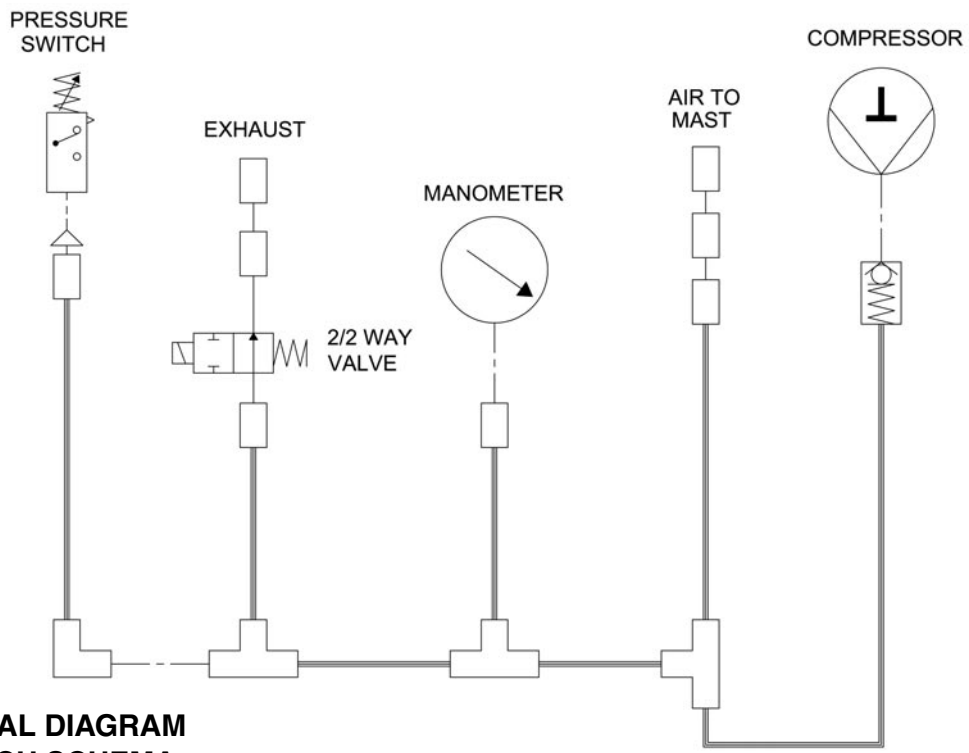 PRESSURE
SWITCH
COMPRESSOR
AIR TO
MAST
EXHAUST
MANOMETER
2/2 WAY
VALVE
AL DIAGRAM